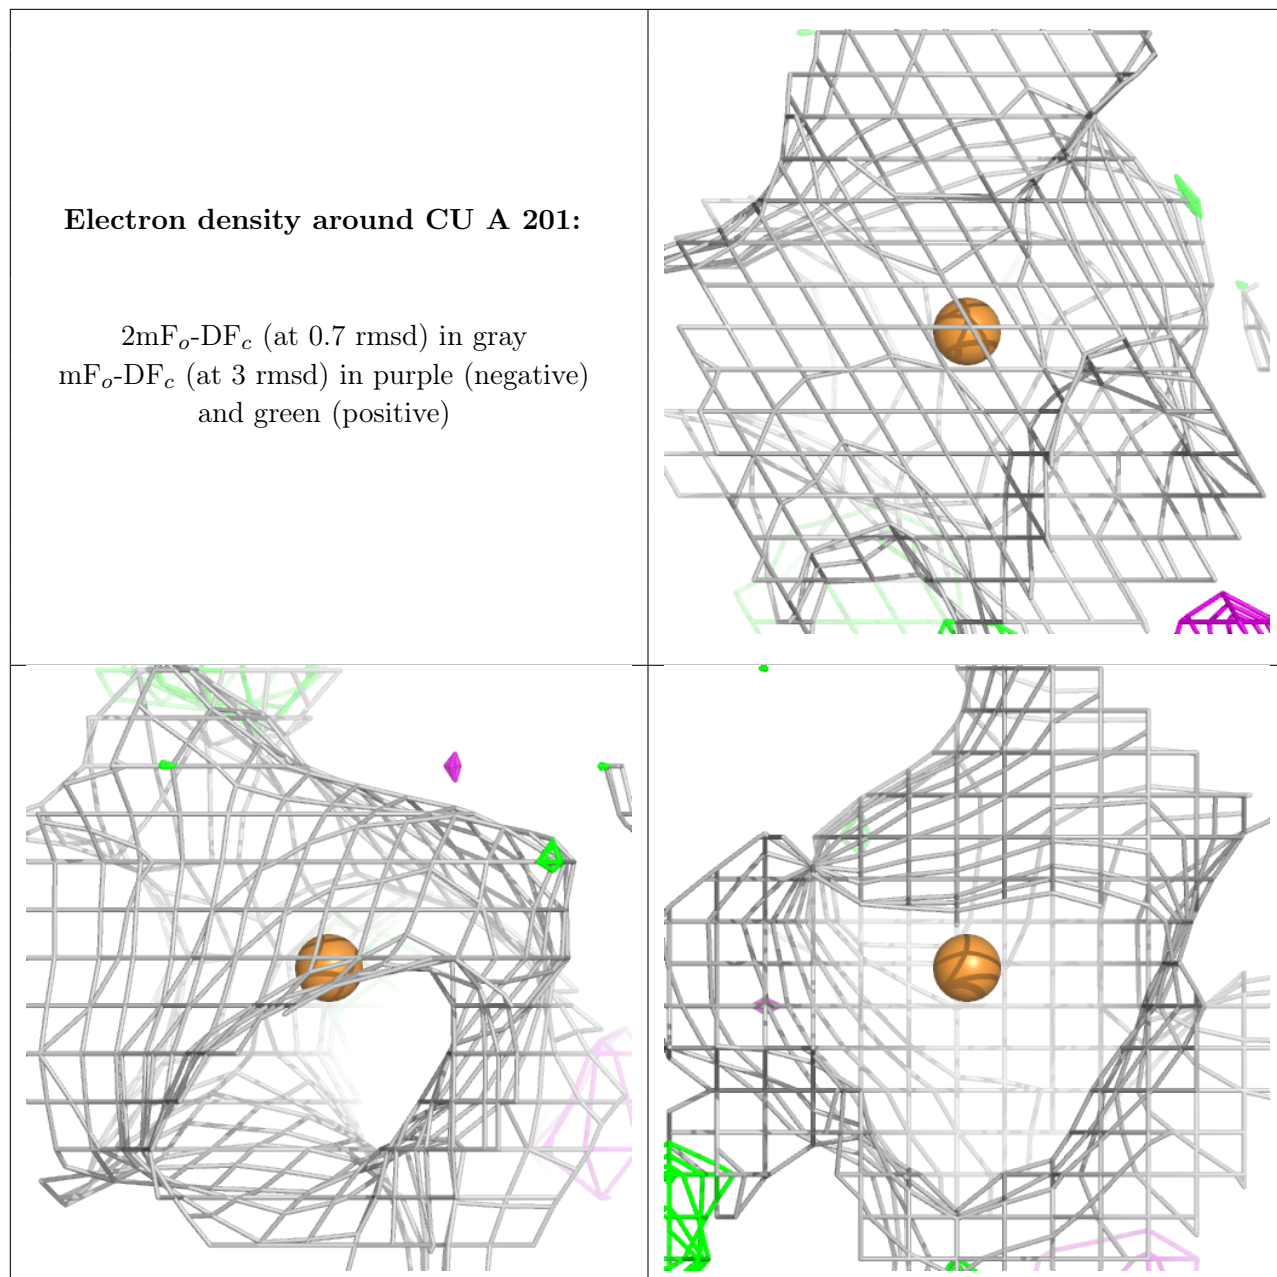 Electron density around CU A 201:
2mFo-DFc (at 0.7 rmsd) in gray
mFo-DFc (at 3 rmsd) in purple (negative)
and green (positive)